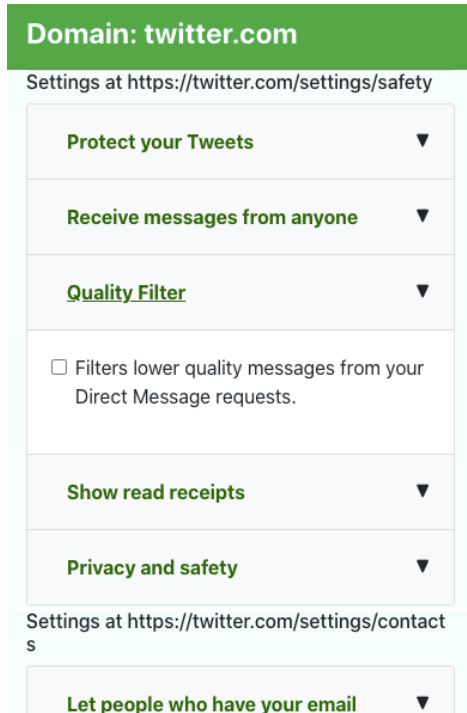 Domain: twitter.com
Settings at https://twitter.com/settings/safety
Protect your Tweets ▼
Receive messages from anyone ▼
Quality Filter ▼
Filters lower quality messages from your
Direct Message requests.
Show read receipts ▼
Privacy and safety ▼
Settings at https://twitter.com/settings/contact
s
Let people who have your email ▼